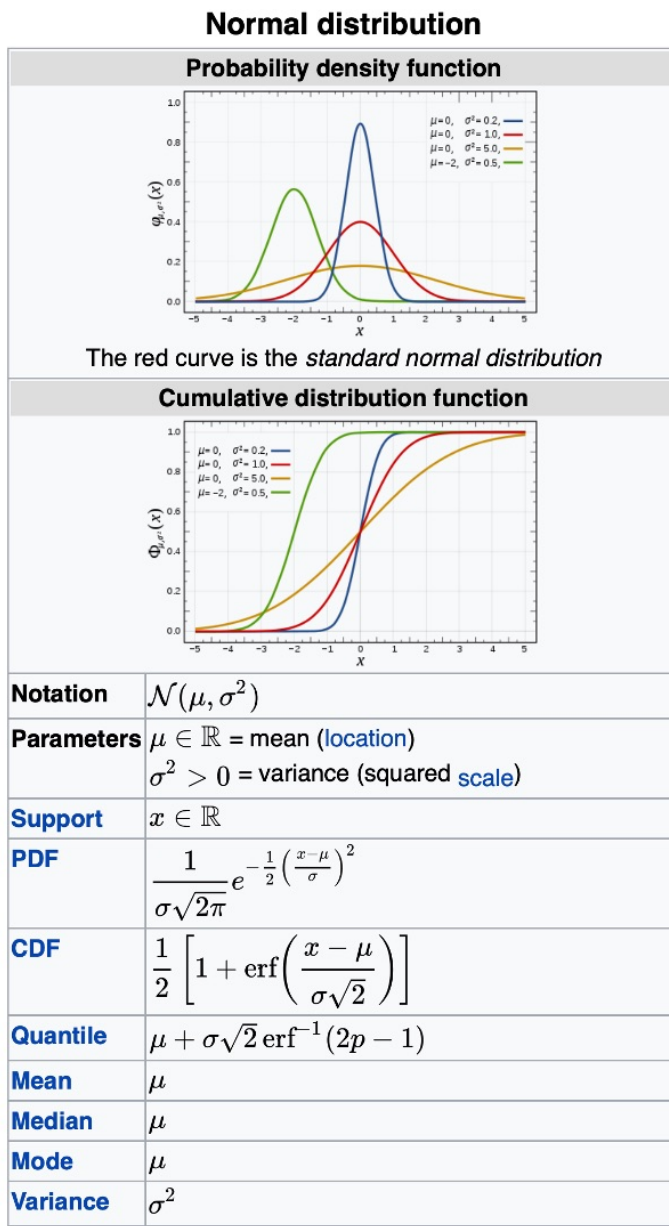 Normal distribution
Probability density function
φμ,σ²(x)
1.0
0.8
0.6
0.4
0.2
0.0
μ=0, σ²=0.2,
μ=0, σ²=1.0,
μ=0, σ²=5.0,
μ=-2, σ²=0.5,
−5 −4 −3 −2 −1 0 1 2 3 4 5
x
The red curve is the standard normal distribution
Cumulative distribution function
Φμ,σ²(x)
1.0
0.8
0.6
0.4
0.2
0.0
μ=0, σ²=0.2,
μ=0, σ²=1.0,
μ=0, σ²=5.0,
μ=-2, σ²=0.5,
−5 −4 −3 −2 −1 0 1 2 3 4 5
x
Notation 𝒩(μ, σ²)
Parameters μ ∈ ℝ = mean (location)
σ² > 0 = variance (squared scale)
Support x ∈ ℝ
PDF 1/(σ√(2π)) e^(−½((x−μ)/σ)²)
CDF 1/2 [1 + erf((x − μ)/(σ√2))]
Quantile μ + σ√2 erf⁻¹(2p − 1)
Mean μ
Median μ
Mode μ
Variance σ²